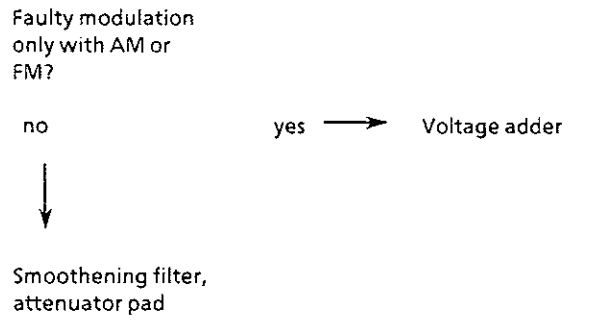 Faulty modulation
only with AM or
FM?
no
yes
Voltage adder
Smoothening filter,
attenuator pad